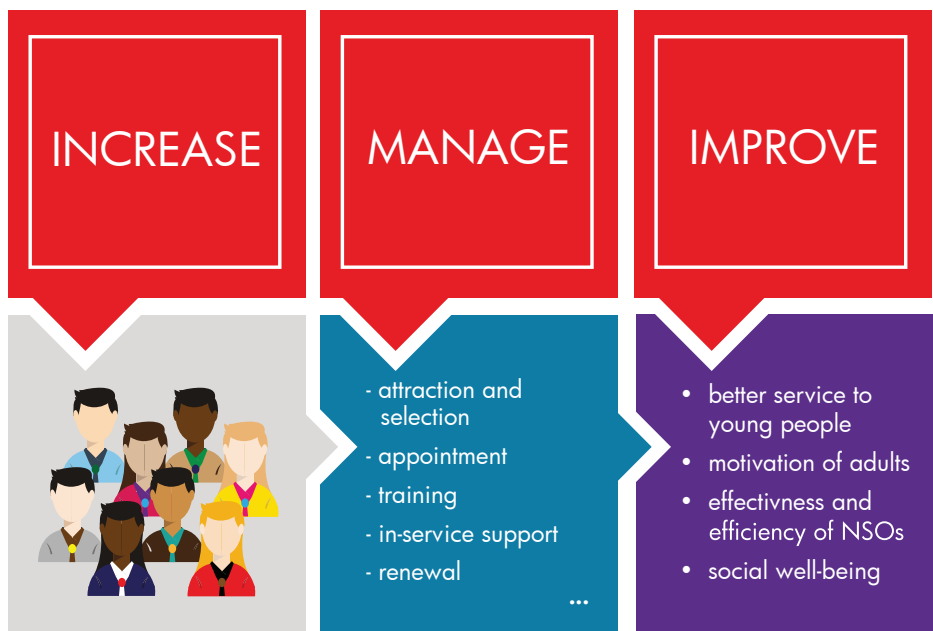 INCREASE
MANAGE
IMPROVE
- attraction and
selection
- appointment
- training
- in-service support
- renewal
...
• better service to
young people
• motivation of adults
• effectivness and
efficiency of NSOs
• social well-being